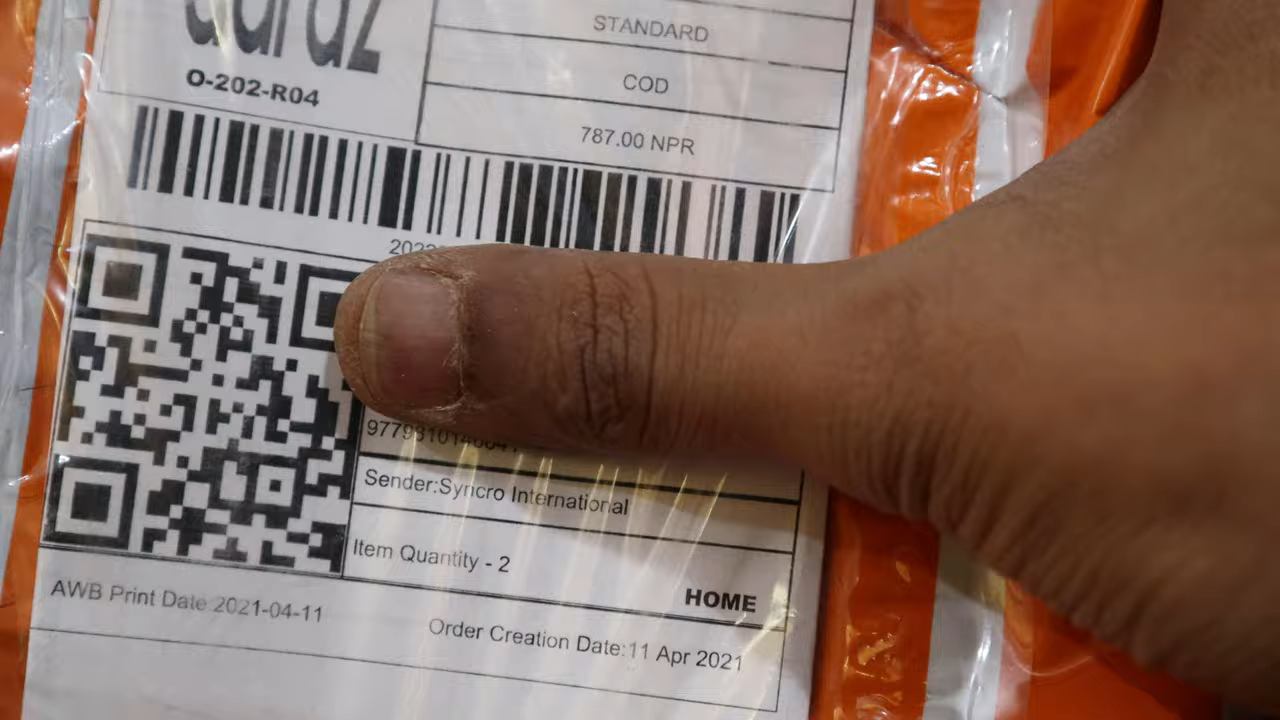 daraz
O-202-R04
STANDARD
COD
787.00 NPR
Sender:Syncro International
Item Quantity - 2
HOME
AWB Print Date:2021-04-11
Order Creation Date:11 Apr 2021